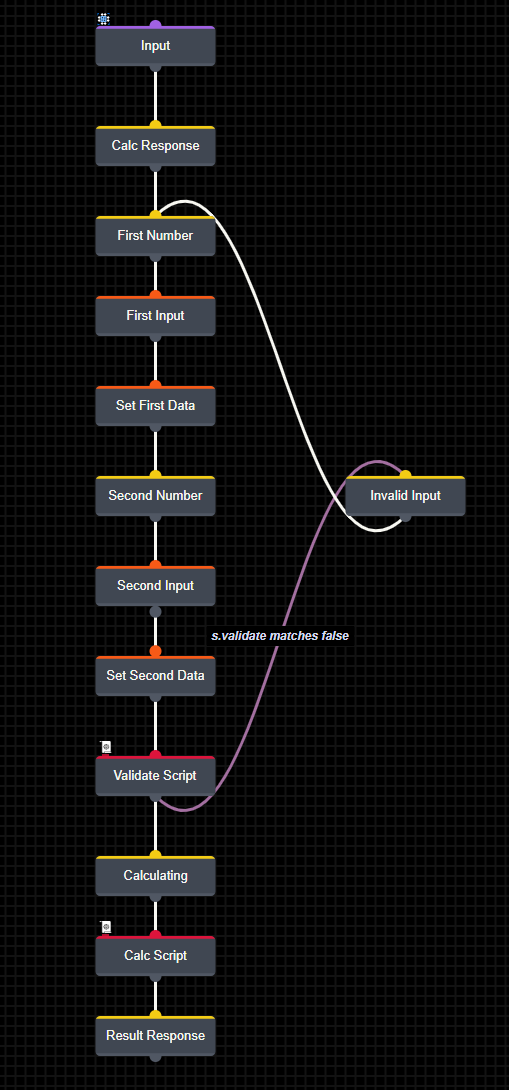 Input
Calc Response
First Number
First Input
Set First Data
Second Number
Invalid Input
Second Input
s.validate matches false
Set Second Data
Validate Script
Calculating
Calc Script
Result Response